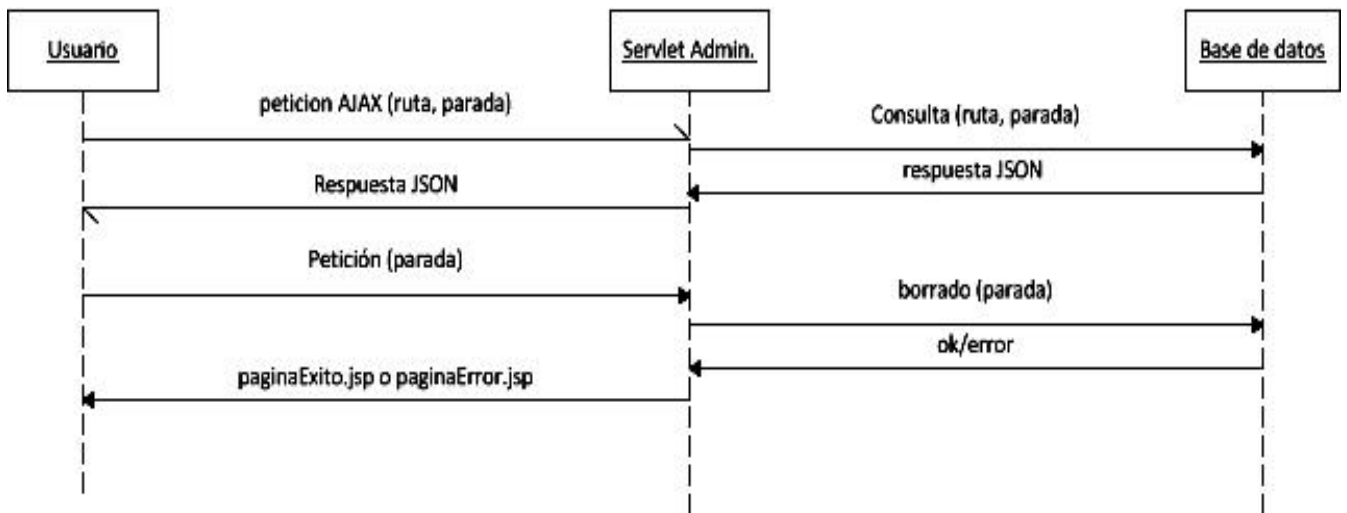 Usuario
Servlet Admin.
Base de datos
peticion AJAX (ruta, parada)
Consulta (ruta, parada)
respuesta JSON
Respuesta JSON
Petición (parada)
borrado (parada)
ok/error
paginaExito.jsp o paginaError.jsp